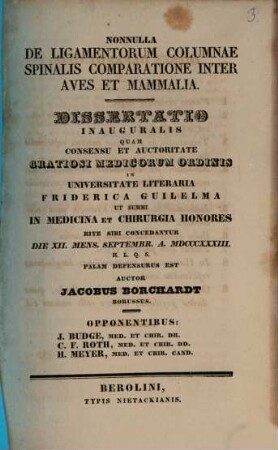 3
NONNULLA
DE LIGAMENTORUM COLUMNAE
SPINALIS COMPARATIONE INTER
AVES ET MAMMALIA.
DISSERTATIO
INAUGURALIS
QUAM
CONSENSU ET AUCTORITATE
GRATIOSI MEDICORUM ORDINIS
IN
UNIVERSITATE LITERARIA
FRIDERICA GUILELMA
UT SUMMI
IN MEDICINA ET CHIRURGIA HONORES
RITE SIBI CONCEDANTUR
DIE XII. MENS. SEPTEMBR. A. MDCCCXXXIII.
H. L. Q. S.
PALAM DEFENSURUS EST
AUCTOR
JACOBUS BORCHARDT
BORUSSUS.
OPPONENTIBUS:
J. BUDGE, MED. ET CHIR. DR.
C. F. ROTH, MED. ET CHIR. DD.
H. MEYER, MED. ET CHIR. CAND.
BEROLINI,
TYPIS NIETACKIANIS.